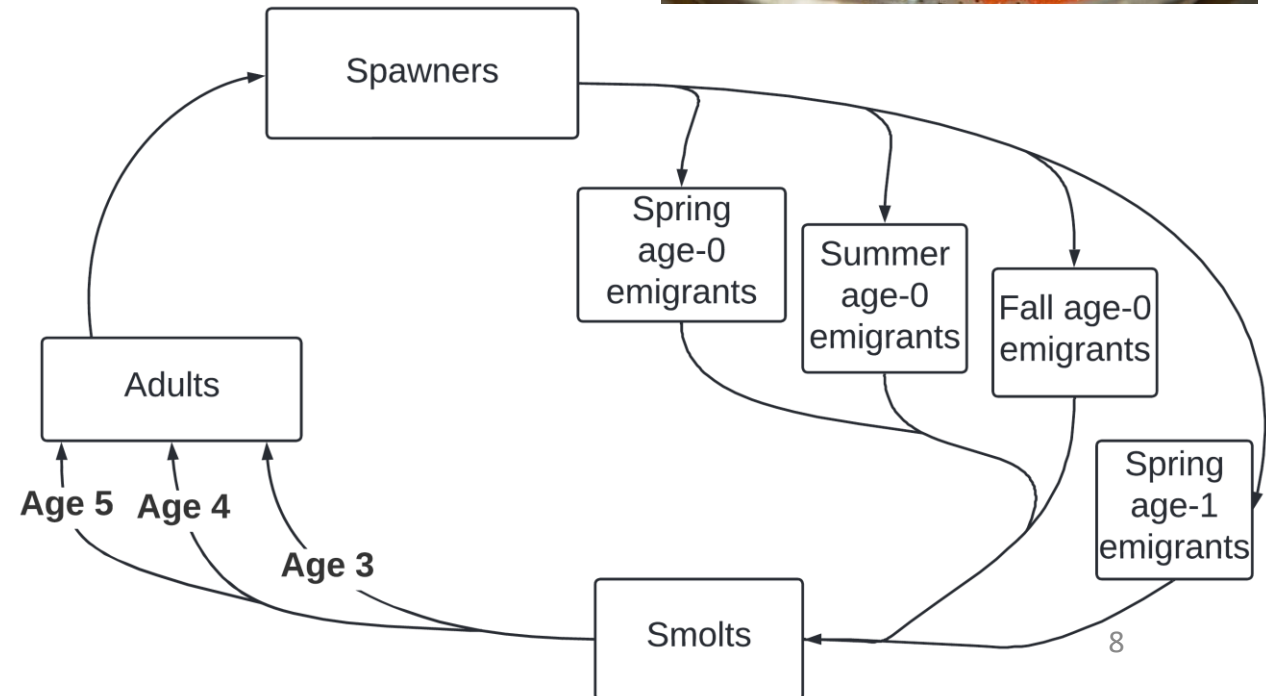 Spawners
Spring
age-0
emigrants
Summer
age-0
emigrants
Fall age-0
emigrants
Adults
Spring
age-1
emigrants
Age 5
Age 4
Age 3
Smolts
8